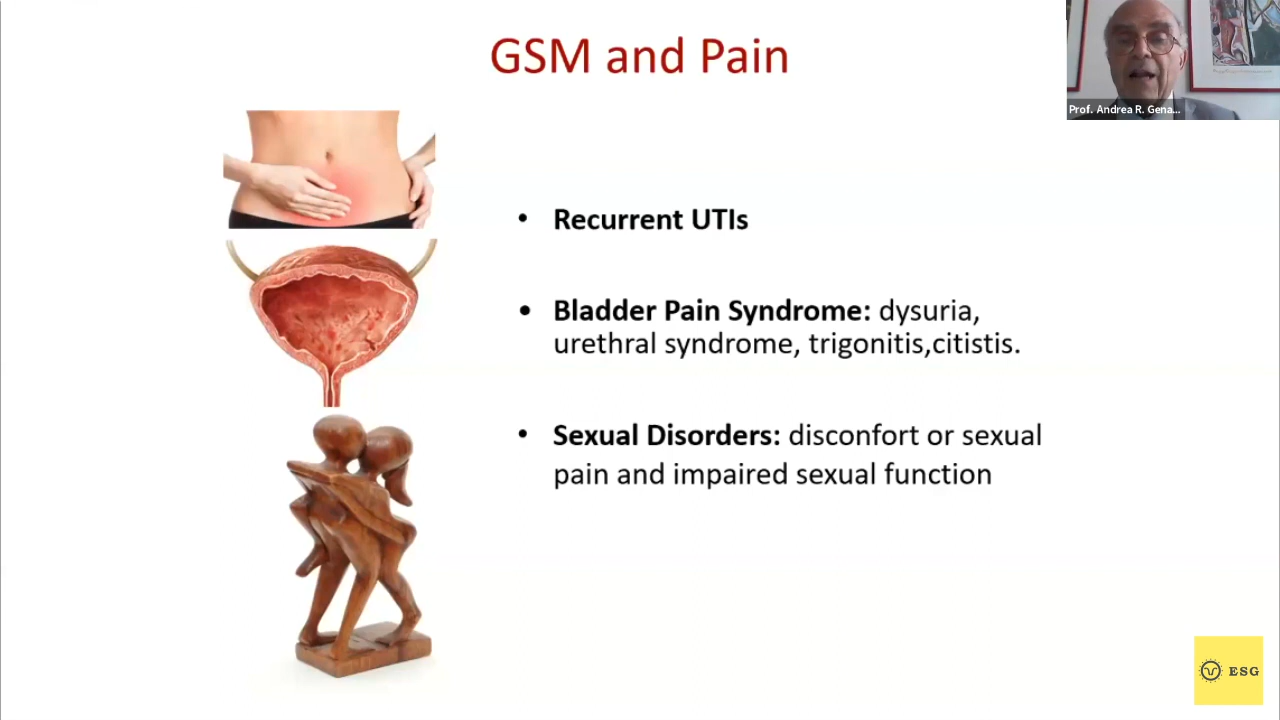 GSM and Pain
Prof. Andrea R. Gena...
• Recurrent UTIs
• Bladder Pain Syndrome: dysuria,
urethral syndrome, trigonitis,citistis.
• Sexual Disorders: disconfort or sexual
pain and impaired sexual function
ESG